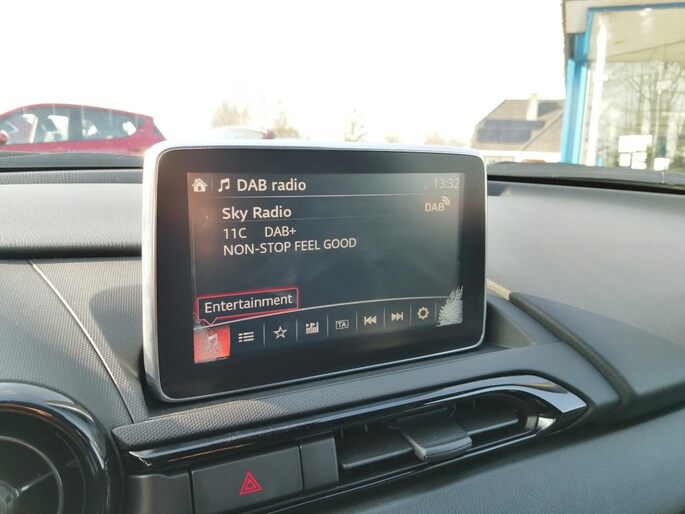 DAB radio 13:32
Sky Radio DAB
11C DAB+
NON-STOP FEEL GOOD
Entertainment
TA